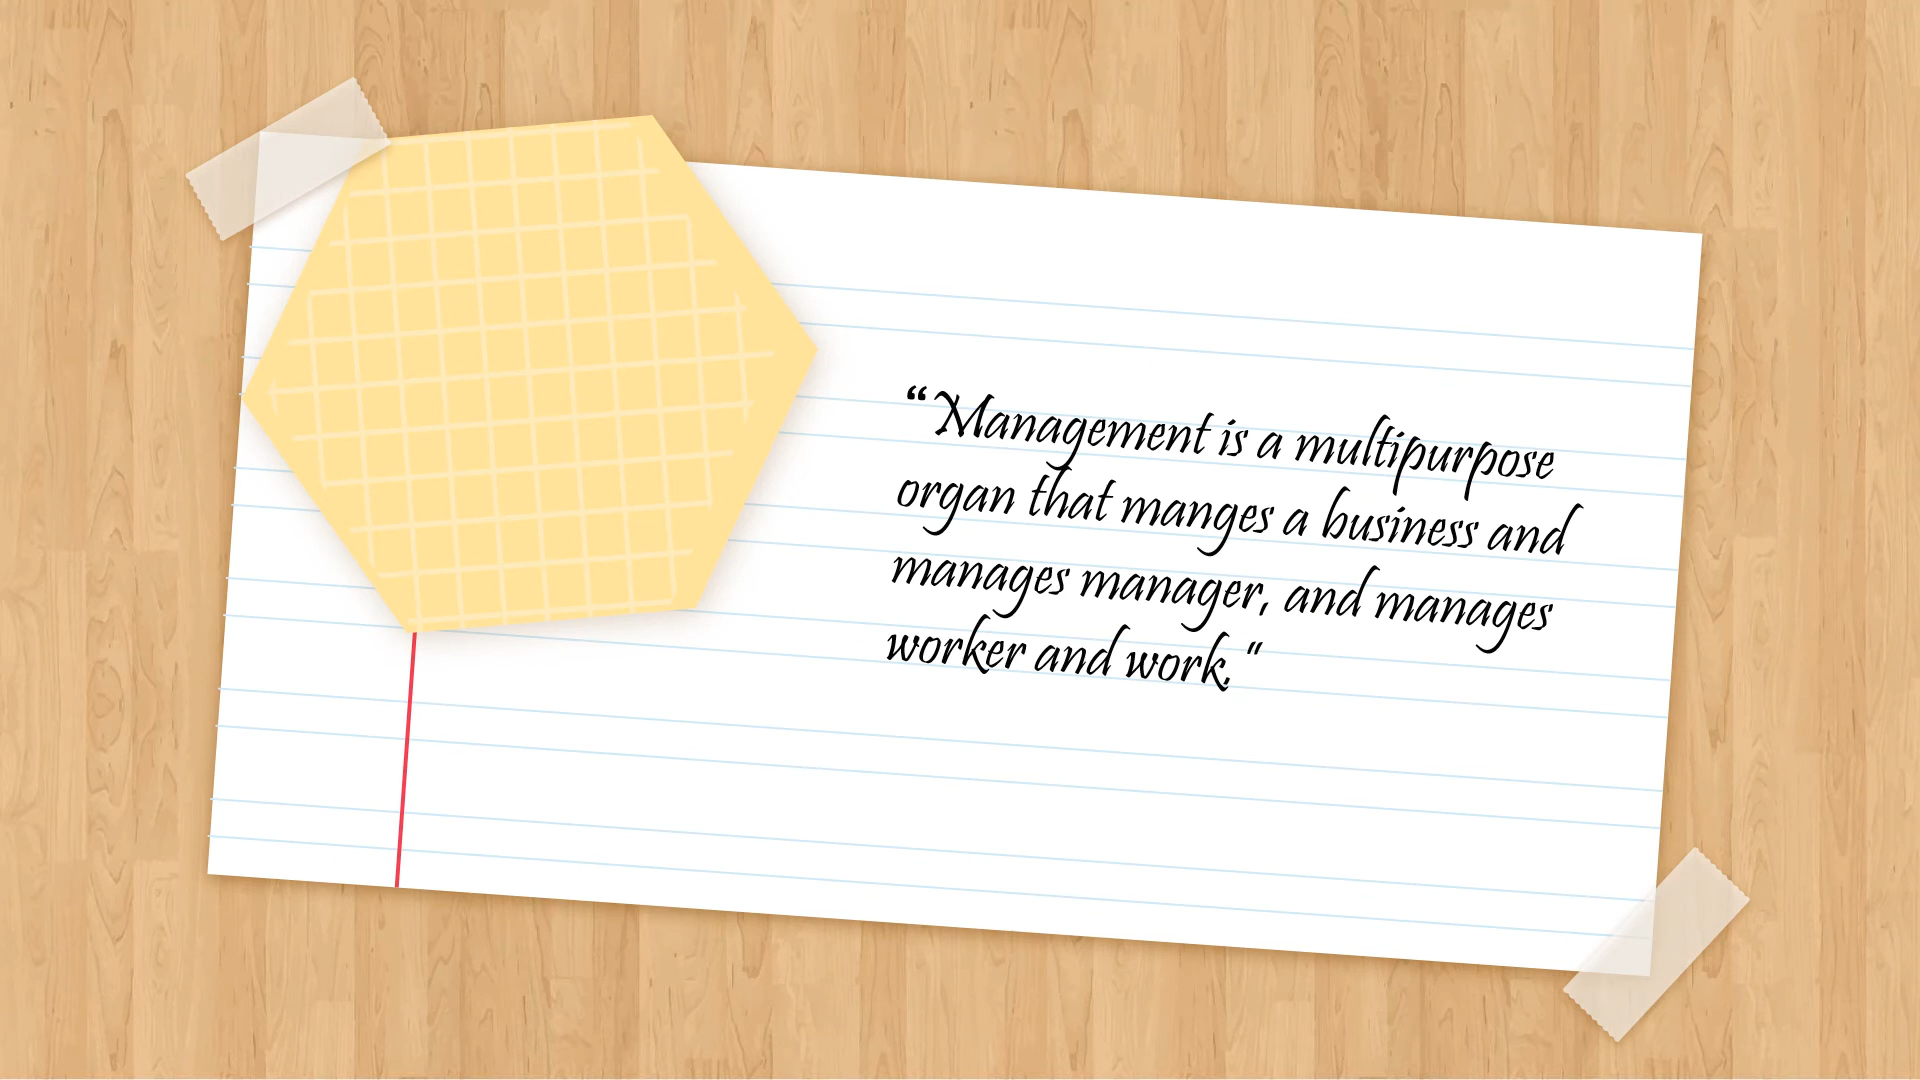 “Management is a multipurpose
organ that manges a business and
manages manager, and manages
worker and work.“